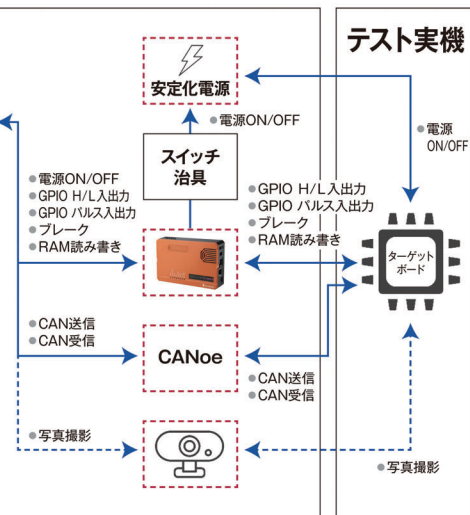 テスト実機
安定化電源
●電源ON/OFF
●電源
ON/OFF
スイッチ
治具
●電源ON/OFF
●GPIO H/L入出力
●GPIO パルス入出力
●ブレーク
●RAM読み書き
●GPIO H/L入出力
●GPIO パルス入出力
●ブレーク
●RAM読み書き
ターゲット
ボード
●CAN送信
●CAN受信
CANoe
●CAN送信
●CAN受信
●写真撮影
●写真撮影